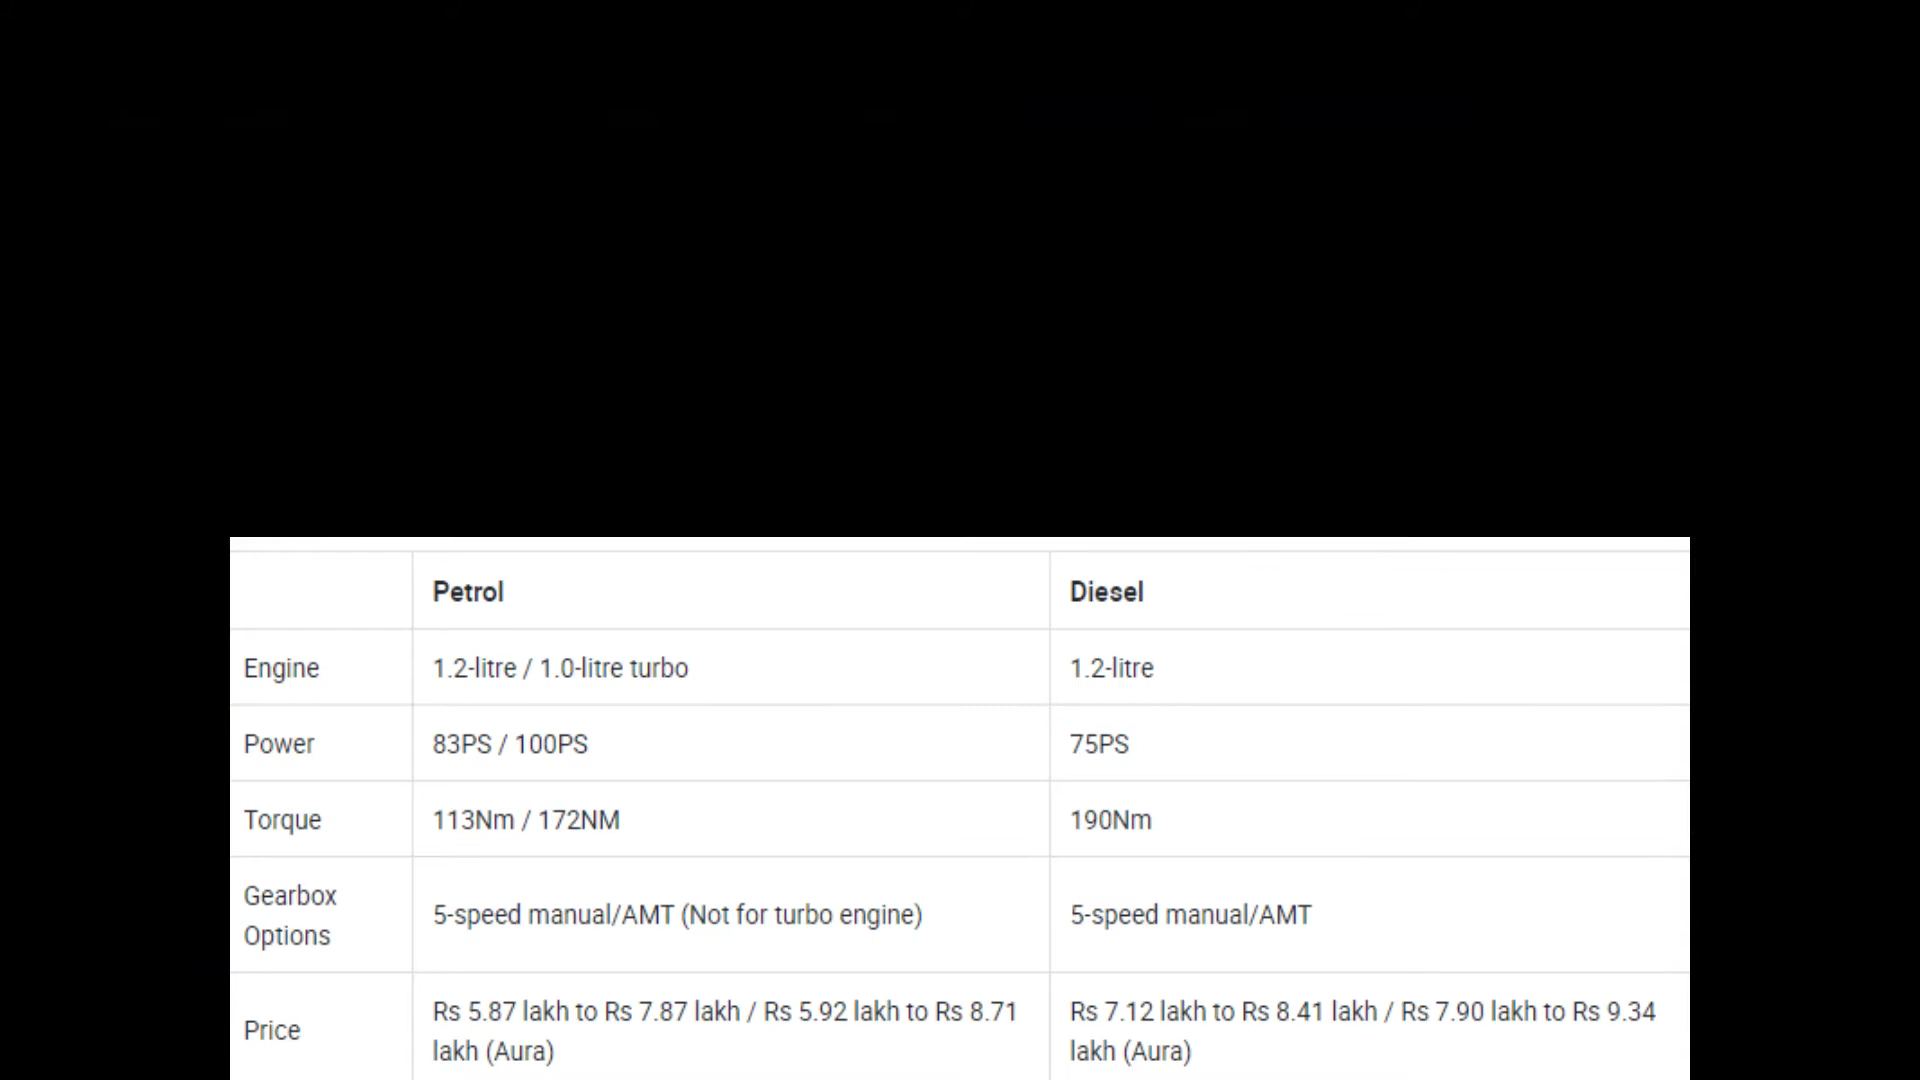 Petrol Diesel
Engine 1.2-litre / 1.0-litre turbo 1.2-litre
Power 83PS / 100PS 75PS
Torque 113Nm / 172NM 190Nm
Gearbox
Options
5-speed manual/AMT (Not for turbo engine) 5-speed manual/AMT
Price
Rs 5.87 lakh to Rs 7.87 lakh / Rs 5.92 lakh to Rs 8.71
lakh (Aura)
Rs 7.12 lakh to Rs 8.41 lakh / Rs 7.90 lakh to Rs 9.34
lakh (Aura)